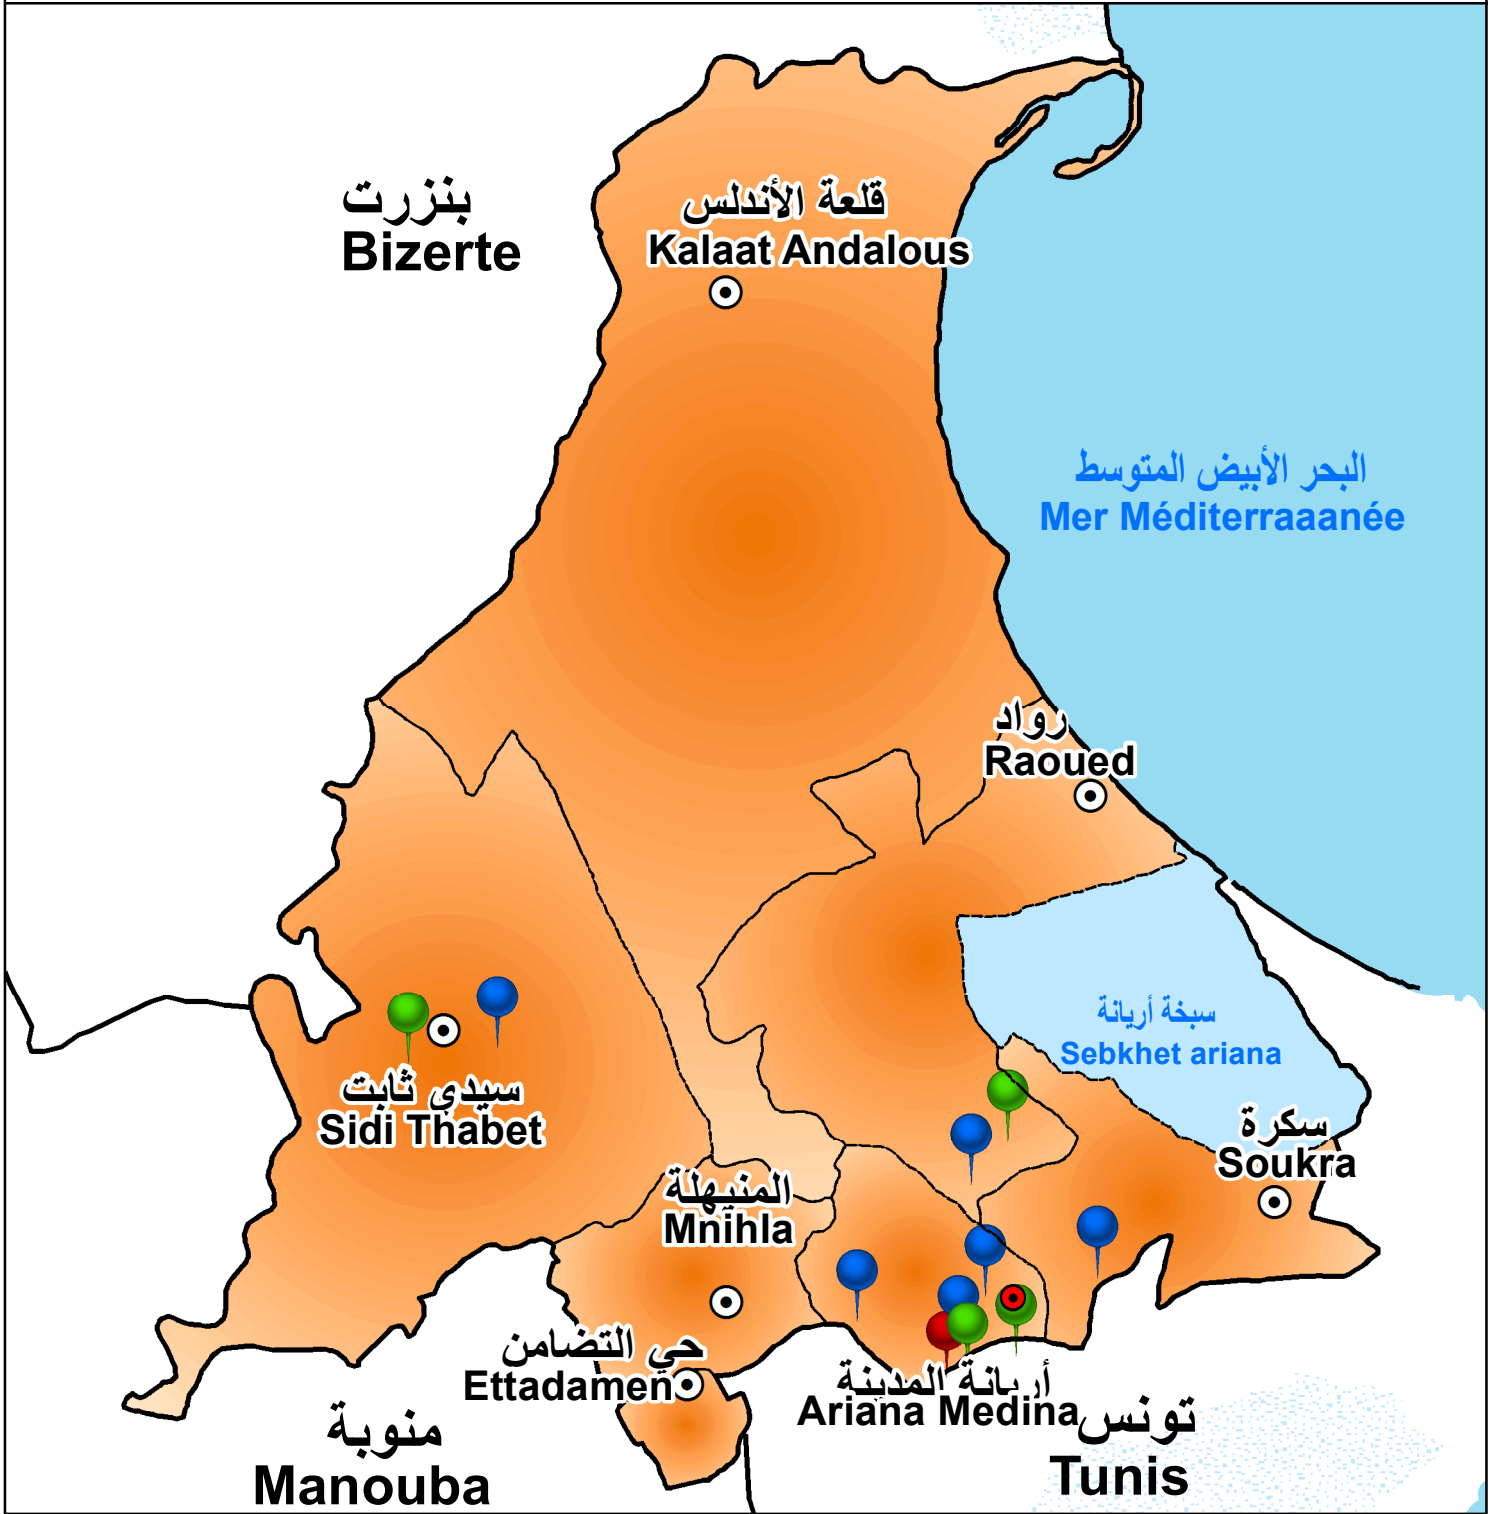 بنزرت
Bizerte
قلعة الأندلس
Kalaat Andalous
البحر الأبيض المتوسط
Mer Méditerraaanée
رواد
Raoued
سبخة أريانة
Sebkhet ariana
سيدي ثابت
Sidi Thabet
سكرة
Soukra
المنيهلة
Mnihla
حي التضامن
Ettadamen
أريانة المدينة
Ariana Medina
منوبة
Manouba
تونس
Tunis